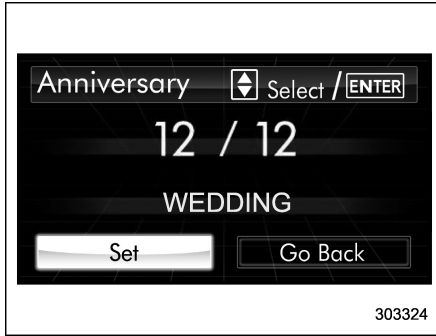 Anniversary Select / ENTER
12 / 12
WEDDING
Set Go Back
303324